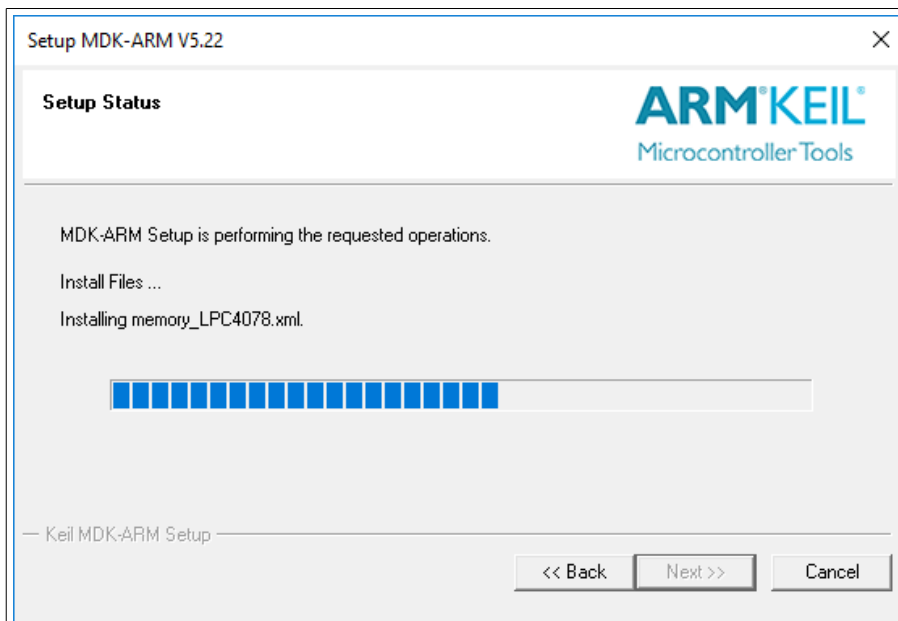 Setup MDK-ARM V5.22
Setup Status
ARM®KEIL®
Microcontroller Tools
MDK-ARM Setup is performing the requested operations.
Install Files ...
Installing memory_LPC4078.xml.
Keil MDK-ARM Setup
<< Back
Next >>
Cancel